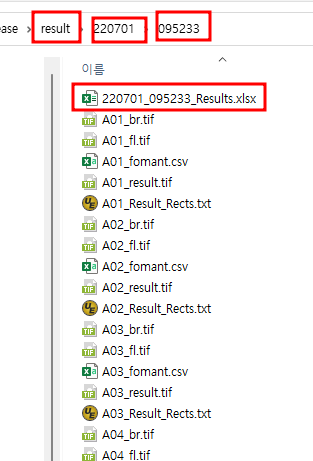 ease result 220701 095233
이름
220701_095233_Results.xlsx
A01_br.tif
A01_fl.tif
A01_fomant.csv
A01_result.tif
A01_Result_Rects.txt
A02_br.tif
A02_fl.tif
A02_fomant.csv
A02_result.tif
A02_Result_Rects.txt
A03_br.tif
A03_fl.tif
A03_fomant.csv
A03_result.tif
A03_Result_Rects.txt
A04_br.tif
A04_fl.tif